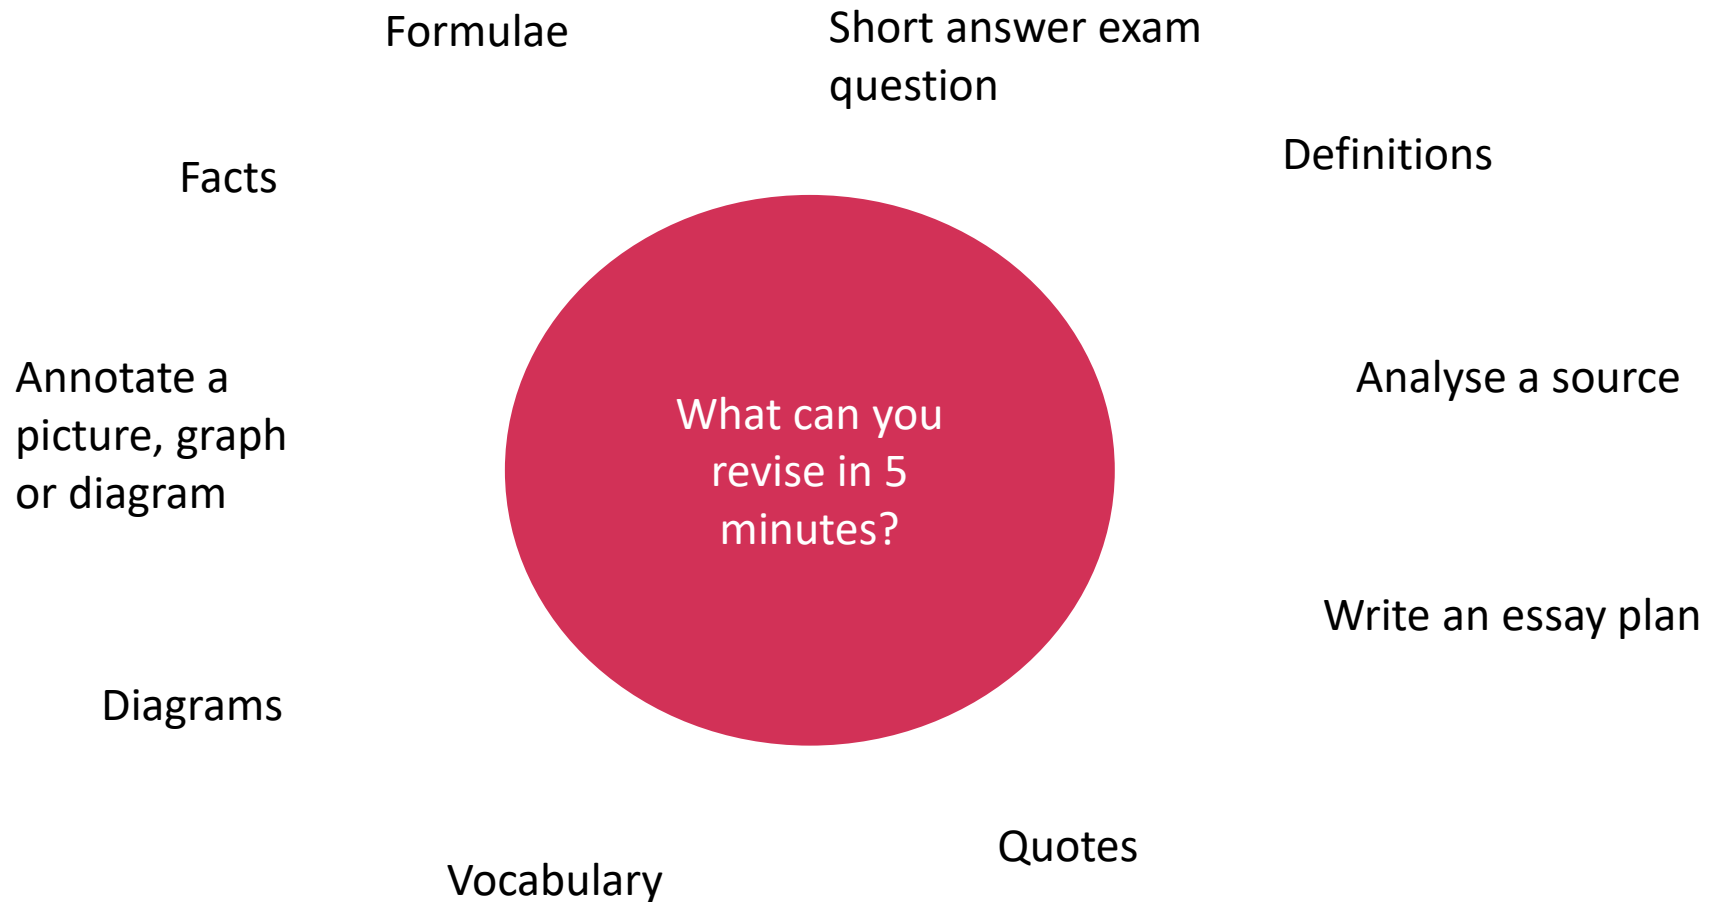 Formulae
Short answer exam
question
Definitions
Facts
Annotate a
picture, graph
or diagram
What can you
revise in 5
minutes?
Analyse a source
Write an essay plan
Diagrams
Quotes
Vocabulary